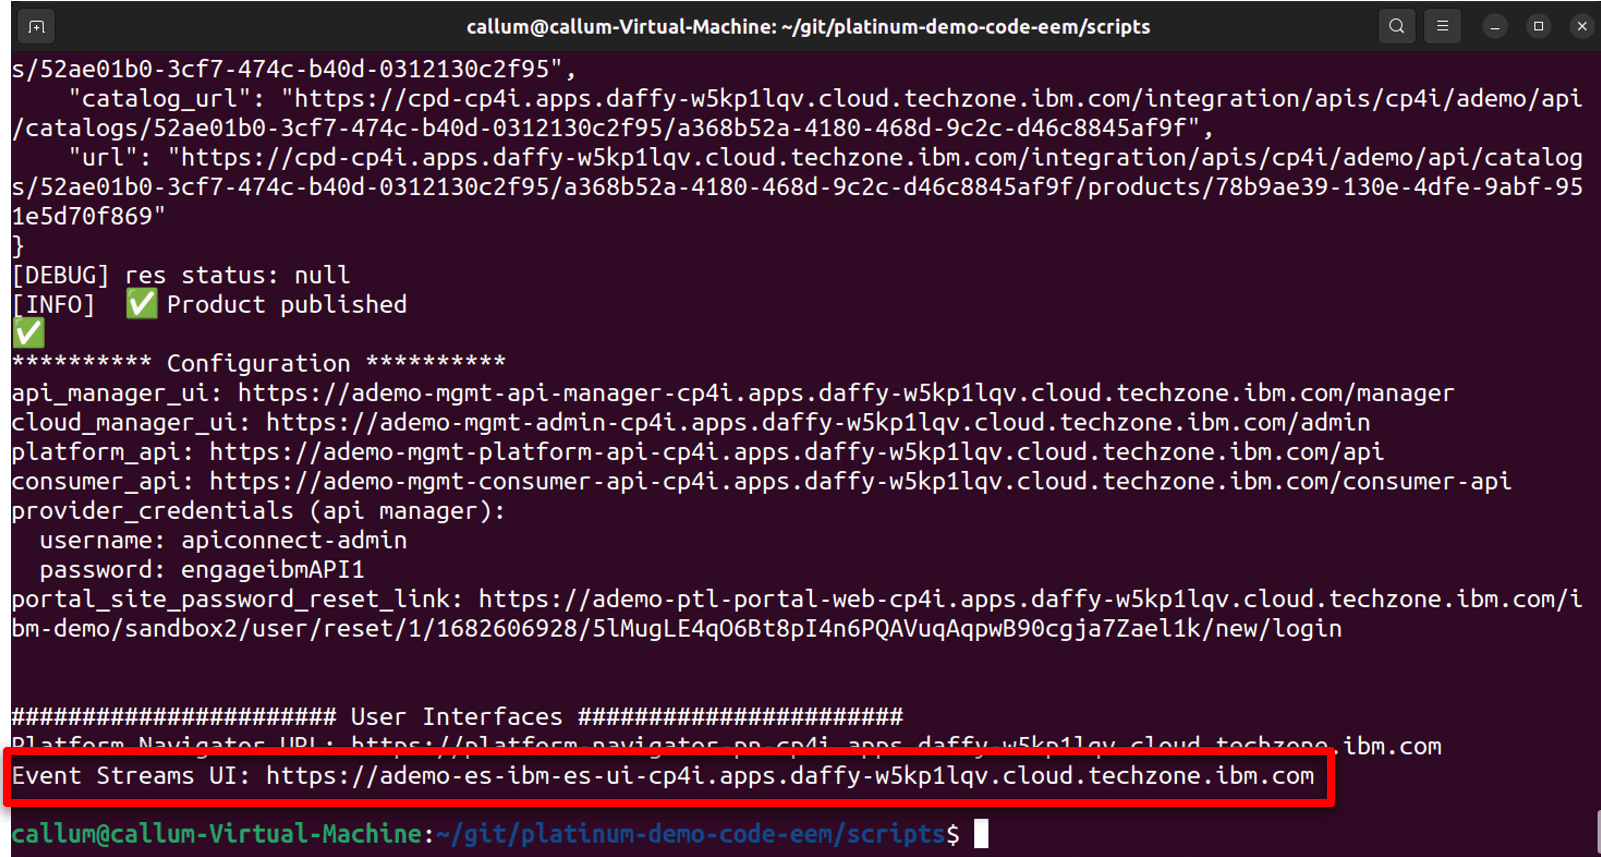 callum@callum-Virtual-Machine: ~/git/platinum-demo-code-eem/scripts
s/52ae01b0-3cf7-474c-b40d-0312130c2f95",
    "catalog_url": "https://cpd-cp4i.apps.daffy-w5kp1lqv.cloud.techzone.ibm.com/integration/apis/cp4i/ademo/api
/catalogs/52ae01b0-3cf7-474c-b40d-0312130c2f95/a368b52a-4180-468d-9c2c-d46c8845af9f",
    "url": "https://cpd-cp4i.apps.daffy-w5kp1lqv.cloud.techzone.ibm.com/integration/apis/cp4i/ademo/api/catalog
s/52ae01b0-3cf7-474c-b40d-0312130c2f95/a368b52a-4180-468d-9c2c-d46c8845af9f/products/78b9ae39-130e-4dfe-9abf-95
1e5d70f869"
}
[DEBUG] res status: null
[INFO]  ✅ Product published
✅
********** Configuration **********
api_manager_ui: https://ademo-mgmt-api-manager-cp4i.apps.daffy-w5kp1lqv.cloud.techzone.ibm.com/manager
cloud_manager_ui: https://ademo-mgmt-admin-cp4i.apps.daffy-w5kp1lqv.cloud.techzone.ibm.com/admin
platform_api: https://ademo-mgmt-platform-api-cp4i.apps.daffy-w5kp1lqv.cloud.techzone.ibm.com/api
consumer_api: https://ademo-mgmt-consumer-api-cp4i.apps.daffy-w5kp1lqv.cloud.techzone.ibm.com/consumer-api
provider_credentials (api manager):
  username: apiconnect-admin
  password: engageibmAPI1
portal_site_password_reset_link: https://ademo-ptl-portal-web-cp4i.apps.daffy-w5kp1lqv.cloud.techzone.ibm.com/i
bm-demo/sandbox2/user/reset/1/1682606928/5lMugLE4qO6Bt8pI4n6PQAVuqAqpwB90cgja7Zael1k/new/login
####################### User Interfaces #######################
Platform Navigator URL: https://platform-navigator-pn-cp4i.apps.daffy-w5kp1lqv.cloud.techzone.ibm.com
Event Streams UI: https://ademo-es-ibm-es-ui-cp4i.apps.daffy-w5kp1lqv.cloud.techzone.ibm.com
callum@callum-Virtual-Machine:~/git/platinum-demo-code-eem/scripts$